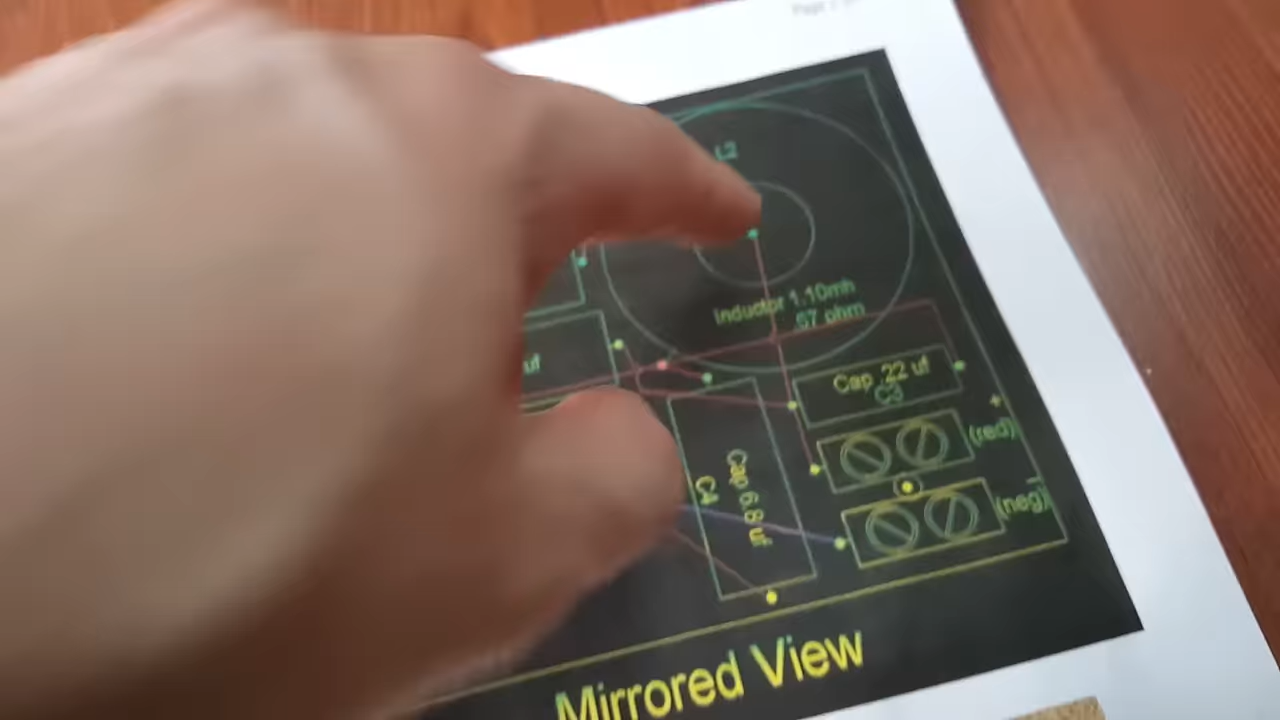 L2
Inductor 1.10mh
.67 ohm
uf
Cap .22 uf
C3
(red)
+
Cap 6.8 uf
C4
-
(neg)
Mirrored View